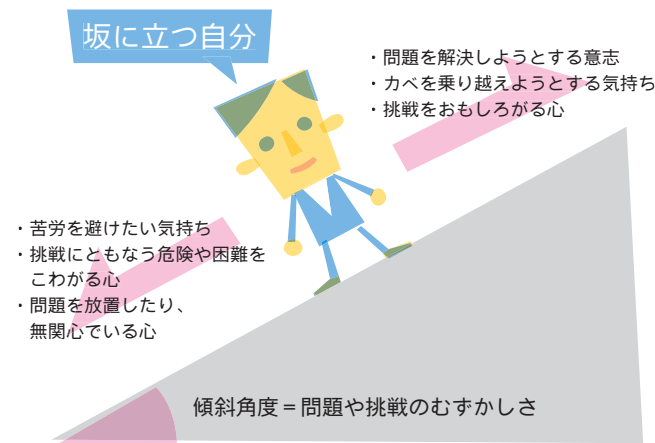 坂に立つ自分
・問題を解決しようとする意志
・カベを乗り越えようとする気持ち
・挑戦をおもしろがる心
・苦労を避けたい気持ち
・挑戦にともなう危険や困難を
こわがる心
・問題を放置したり、
無関心でいる心
傾斜角度＝問題や挑戦のむずかしさ